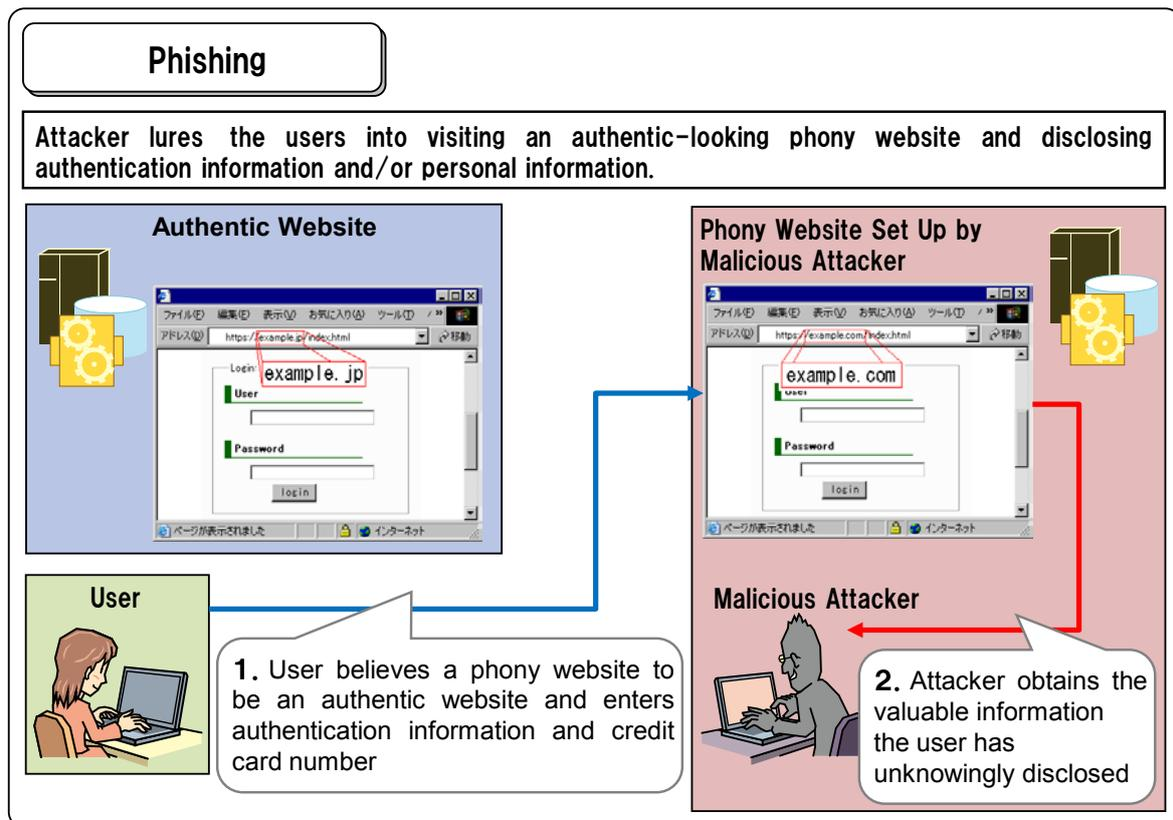 Phishing
Attacker lures the users into visiting an authentic-looking phony website and disclosing
authentication information and/or personal information.
Authentic Website
ファイル(F) 編集(E) 表示(V) お気に入り(A) ツール(T) »
アドレス(D) https://example.jp/index.html 移動
Login
example.jp
User
Password
login
ページが表示されました インターネット
Phony Website Set Up by
Malicious Attacker
ファイル(F) 編集(E) 表示(V) お気に入り(A) ツール(T) »
アドレス(D) https://example.com/index.html 移動
example.com
User
Password
login
ページが表示されました インターネット
User
1. User believes a phony website to
be an authentic website and enters
authentication information and credit
card number
Malicious Attacker
2. Attacker obtains the
valuable information
the user has
unknowingly disclosed